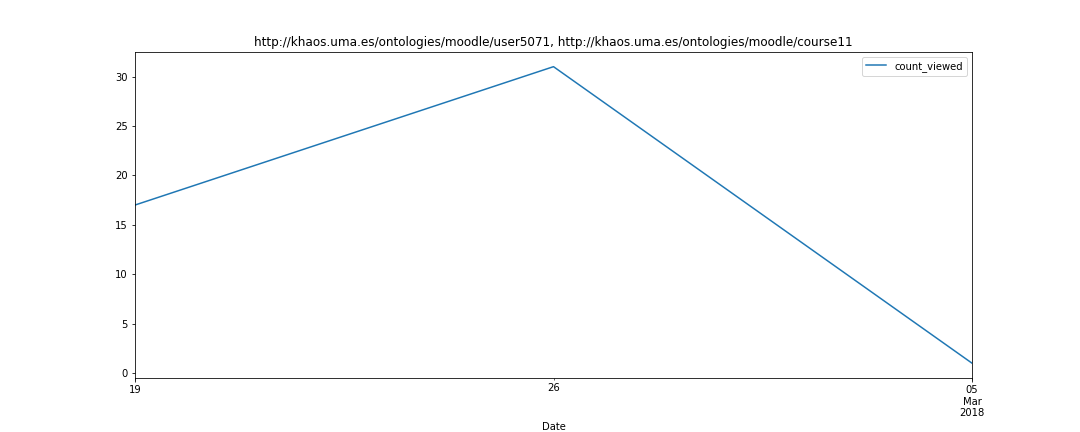 http://khaos.uma.es/ontologies/moodle/user5071, http://khaos.uma.es/ontologies/moodle/course11
count_viewed
30
25
20
15
10
5
0
19
26
05
Mar
2018
Date